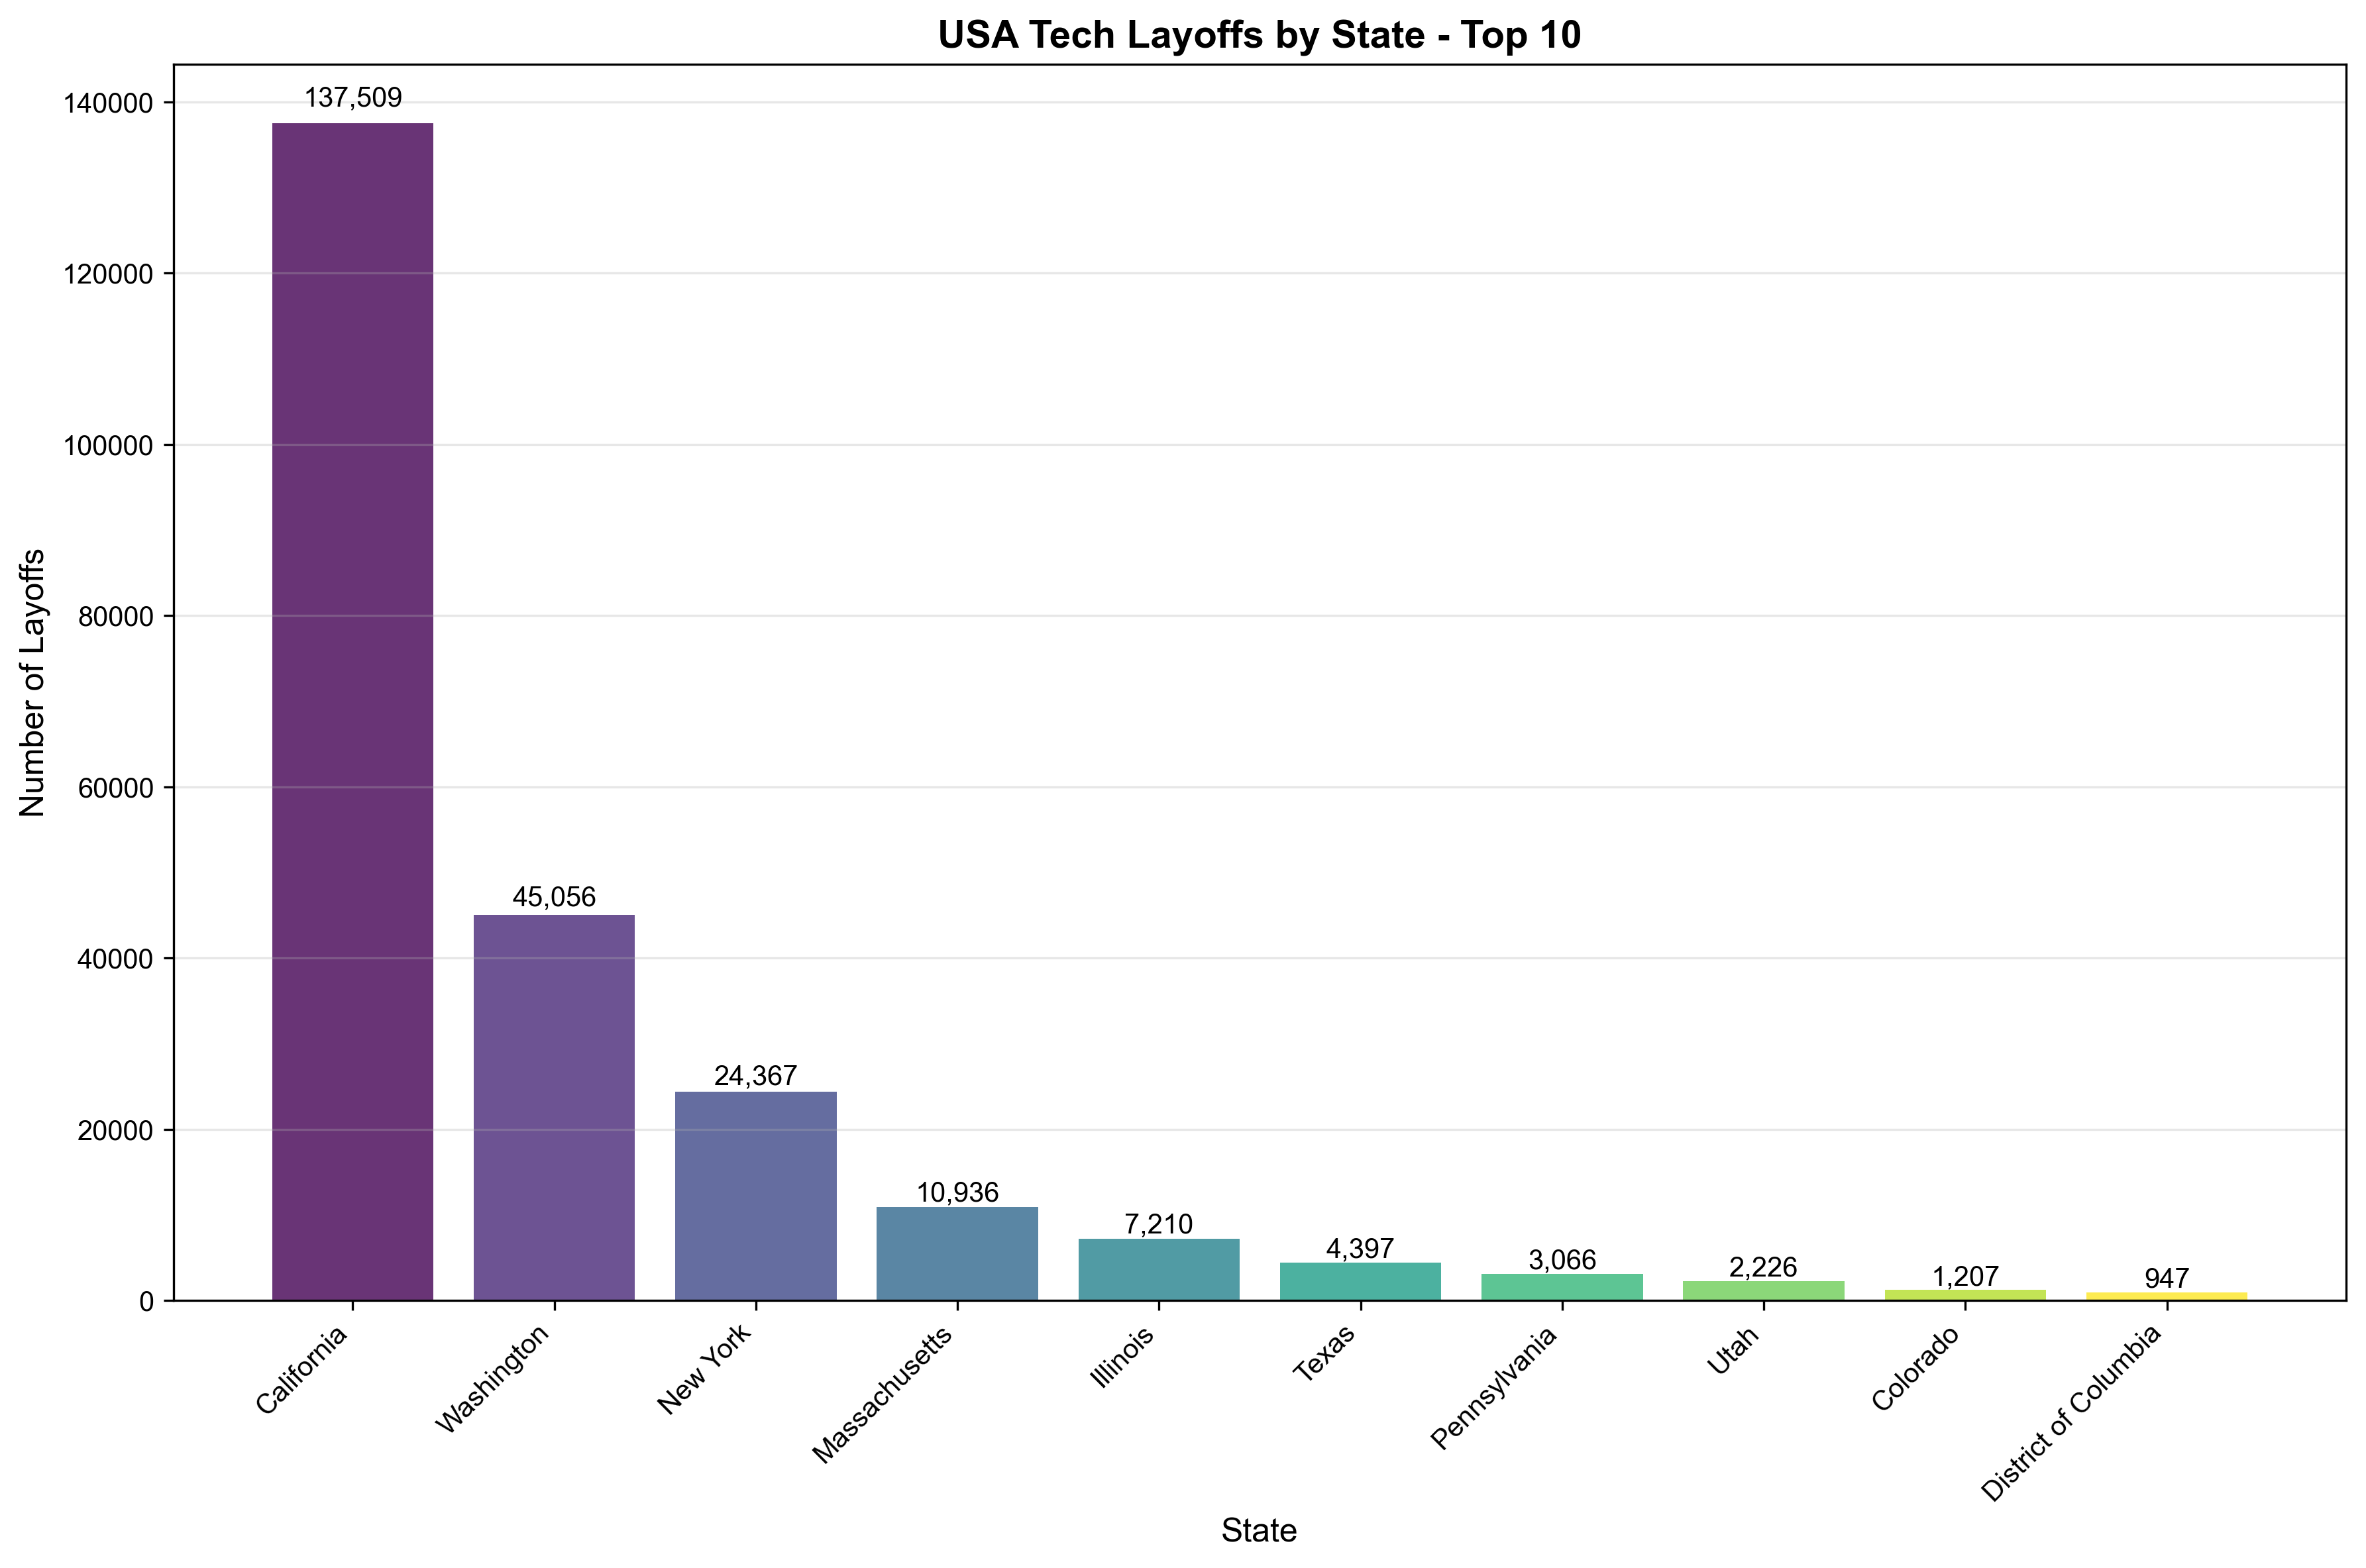 USA Tech Layoffs by State - Top 10
Number of Layoffs
140000
120000
100000
80000
60000
40000
20000
0
137,509
45,056
24,367
10,936
7,210
4,397
3,066
2,226
1,207
947
California
Washington
New York
Massachusetts
Illinois
Texas
Pennsylvania
Utah
Colorado
District of Columbia
State